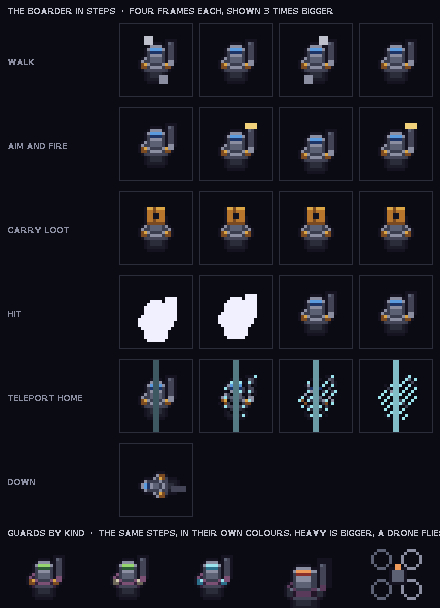 THE BOARDER IN STEPS · FOUR FRAMES EACH, SHOWN 3 TIMES BIGGER
WALK
AIM AND FIRE
CARRY LOOT
HIT
TELEPORT HOME
DOWN
GUARDS BY KIND · THE SAME STEPS, IN THEIR OWN COLOURS. HEAVY IS BIGGER, A DRONE FLIES